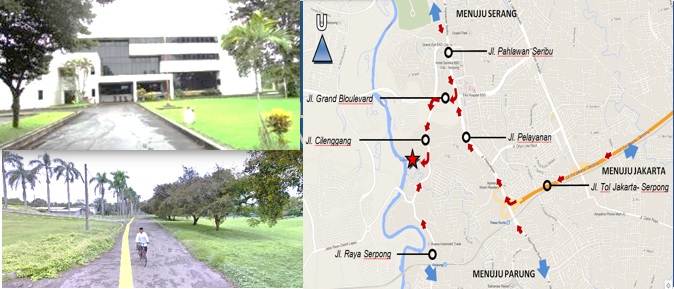 U
MENUJU SERANG
Jl. Pahlawan Seribu
Jl. Grand Bloulevard
Jl. Cilenggang
Jl. Pelayanan
MENUJU JAKARTA
Jl. Tol Jakarta- Serpong
Jl. Raya Serpong
MENUJU PARUNG